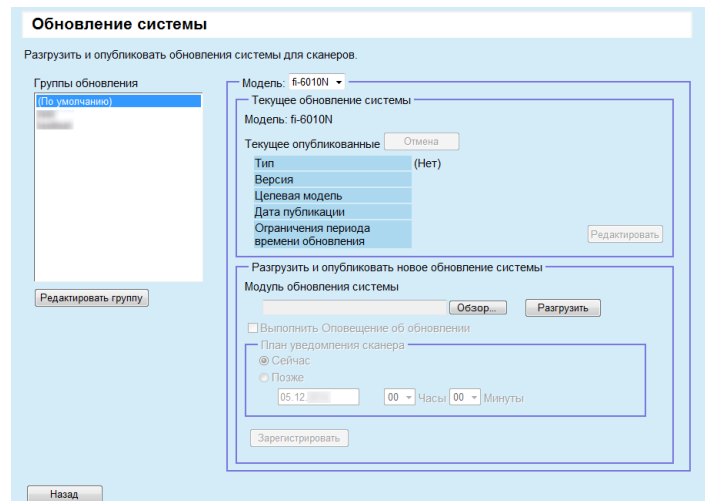 Обновление системы
Разгрузить и опубликовать обновления системы для сканеров.
Группы обновления
(По умолчанию)
Редактировать группу
Модель: fi-6010N
Текущее обновление системы
Модель: fi-6010N
Текущее опубликованные Отмена
Тип (Нет)
Версия
Целевая модель
Дата публикации
Ограничения периода
времени обновления
Редактировать
Разгрузить и опубликовать новое обновление системы
Модуль обновления системы
Обзор... Разгрузить
Выполнить Оповещение об обновлении
План уведомления сканера
Сейчас
Позже
05.12. 00 Часы 00 Минуты
Зарегистрировать
Назад